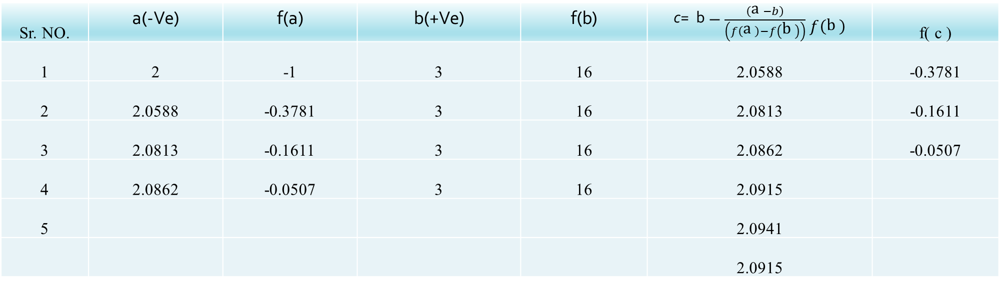 Sr. NO. a(-Ve) f(a) b(+Ve) f(b) c= b − (a −b)/(f(a)−f(b)) f(b) f( c )
1 2 -1 3 16 2.0588 -0.3781
2 2.0588 -0.3781 3 16 2.0813 -0.1611
3 2.0813 -0.1611 3 16 2.0862 -0.0507
4 2.0862 -0.0507 3 16 2.0915
5 2.0941
2.0915